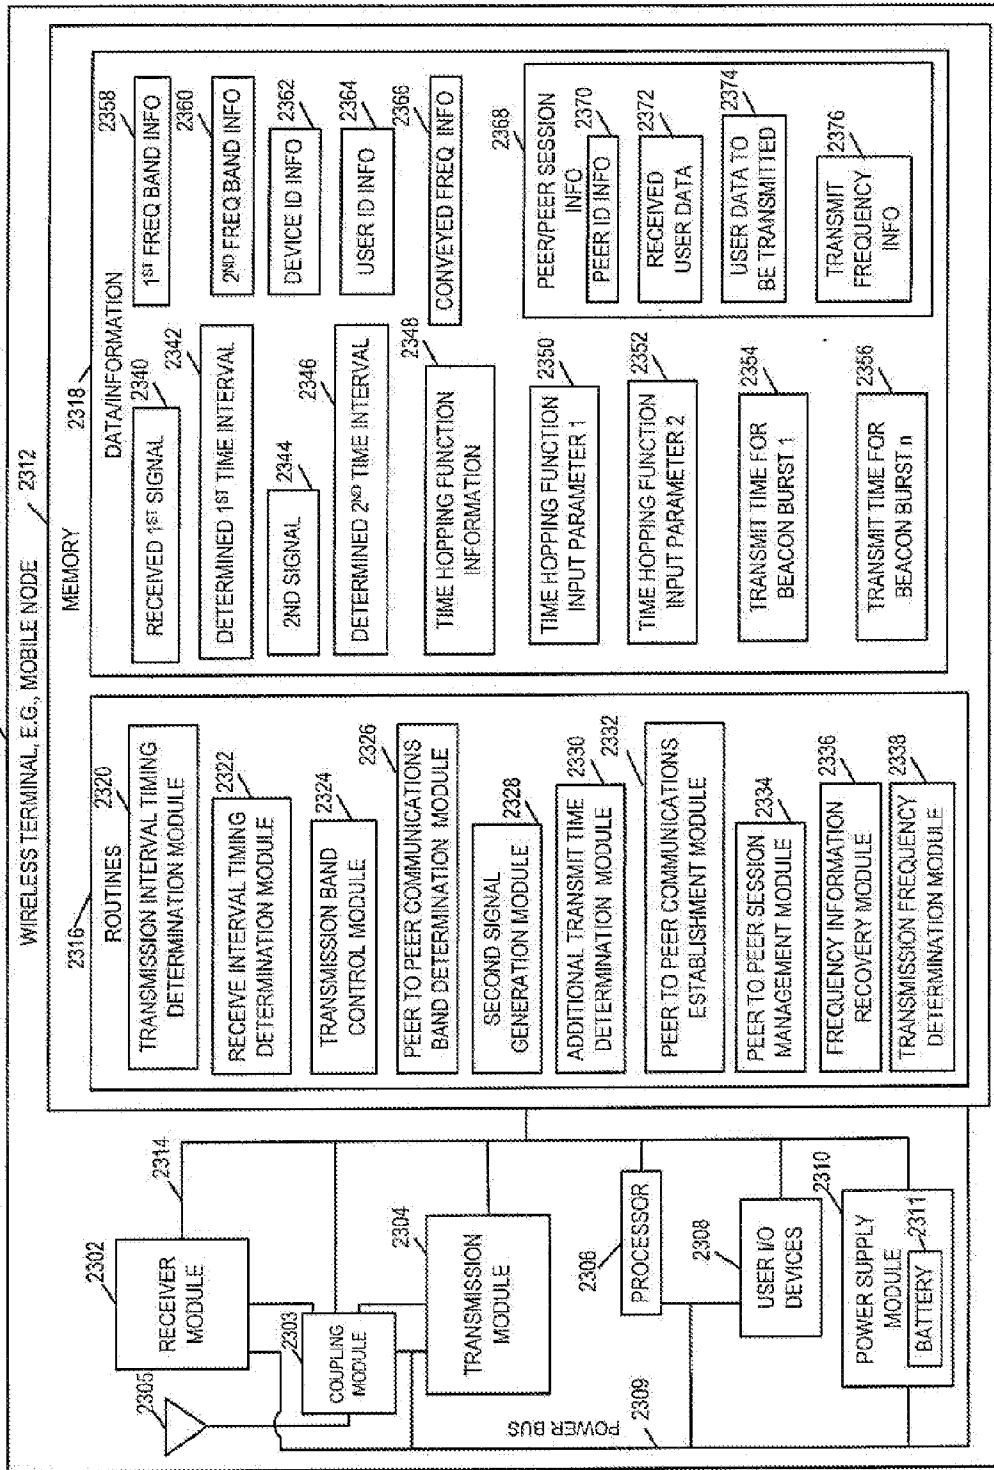 WIRELESS TERMINAL, E.G., MOBILE NODE
2312
MEMORY
2316
ROUTINES
2320
TRANSMISSION INTERVAL TIMING
DETERMINATION MODULE
2322
RECEIVE INTERVAL TIMING
DETERMINATION MODULE
2324
TRANSMISSION BAND
CONTROL MODULE
2326
PEER TO PEER COMMUNICATIONS
BAND DETERMINATION MODULE
2328
SECOND SIGNAL
GENERATION MODULE
2330
ADDITIONAL TRANSMIT TIME
DETERMINATION MODULE
2332
PEER TO PEER COMMUNICATIONS
ESTABLISHMENT MODULE
2334
PEER TO PEER SESSION
MANAGEMENT MODULE
2336
FREQUENCY INFORMATION
RECOVERY MODULE
2338
TRANSMISSION FREQUENCY
DETERMINATION MODULE
2318
DATA/INFORMATION
2340
RECEIVED 1ST SIGNAL
2342
DETERMINED 1ST TIME INTERVAL
2344
2ND SIGNAL
2346
DETERMINED 2ND TIME INTERVAL
2348
TIME HOPPING FUNCTION
INFORMATION
2350
TIME HOPPING FUNCTION
INPUT PARAMETER 1
2352
TIME HOPPING FUNCTION
INPUT PARAMETER 2
2354
TRANSMIT TIME FOR
BEACON BURST 1
2356
TRANSMIT TIME FOR
BEACON BURST n
2358
1ST FREQ BAND INFO
2360
2ND FREQ BAND INFO
2362
DEVICE ID INFO
2364
USER ID INFO
2366
CONVEYED FREQ INFO
2368
PEER/PEER SESSION
INFO
2370
PEER ID INFO
2372
RECEIVED
USER DATA
2374
USER DATA TO
BE TRANSMITTED
2376
TRANSMIT
FREQUENCY
INFO
2305
2302
RECEIVER
MODULE
2314
2303
COUPLING
MODULE
2304
TRANSMISSION
MODULE
2306
PROCESSOR
2308
USER I/O
DEVICES
2310
POWER SUPPLY
MODULE
2311
BATTERY
POWER BUS
2309